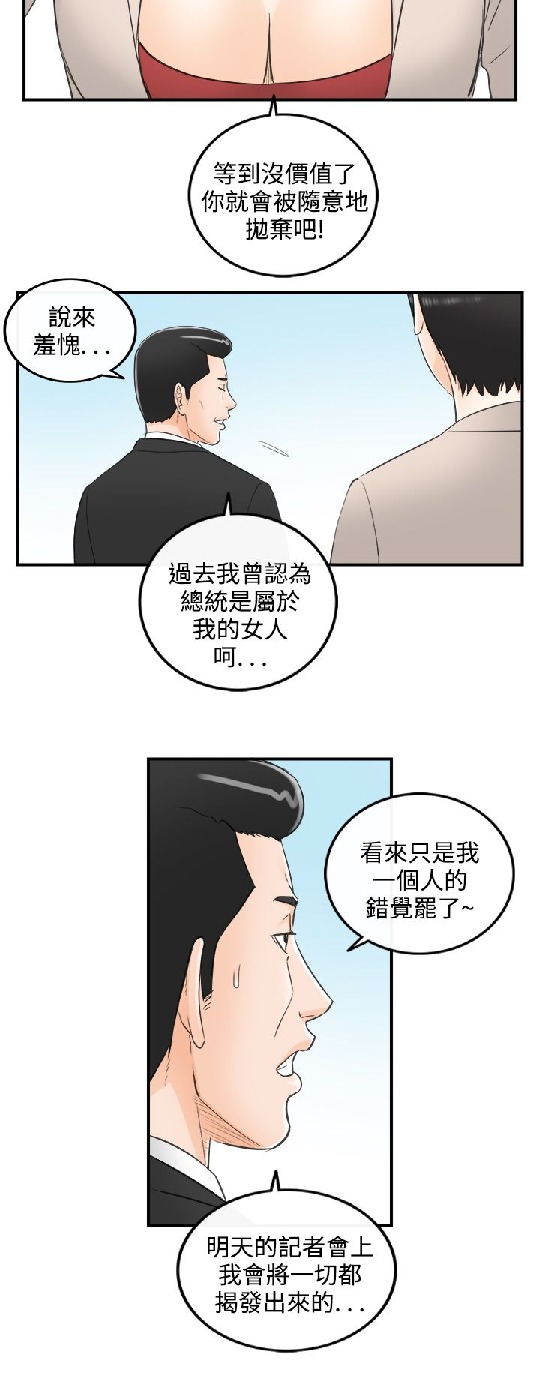 等到沒價值了
你就會被隨意地
拋棄吧!
說來
羞愧...
過去我曾認為
總統是屬於
我的女人
呵...
看來只是我
一個人的
錯覺罷了~
明天的記者會上
我會將一切都
揭發出來的...